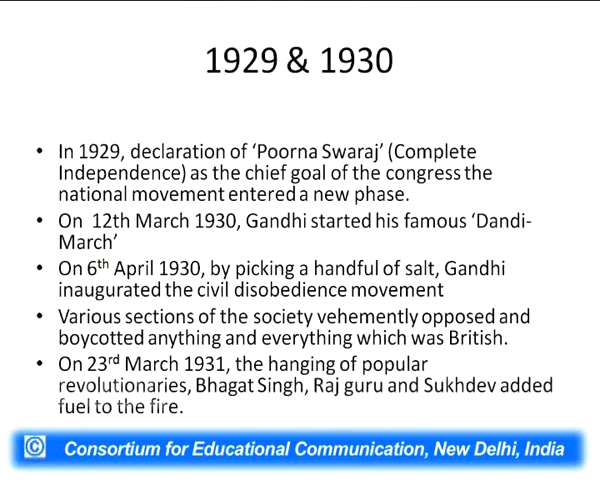 1929 & 1930
• In 1929, declaration of ‘Poorna Swaraj’ (Complete
Independence) as the chief goal of the congress the
national movement entered a new phase.
• On 12th March 1930, Gandhi started his famous ‘Dandi-
March’
• On 6th April 1930, by picking a handful of salt, Gandhi
inaugurated the civil disobedience movement
• Various sections of the society vehemently opposed and
boycotted anything and everything which was British.
• On 23rd March 1931, the hanging of popular
revolutionaries, Bhagat Singh, Raj guru and Sukhdev added
fuel to the fire.
© Consortium for Educational Communication, New Delhi, India